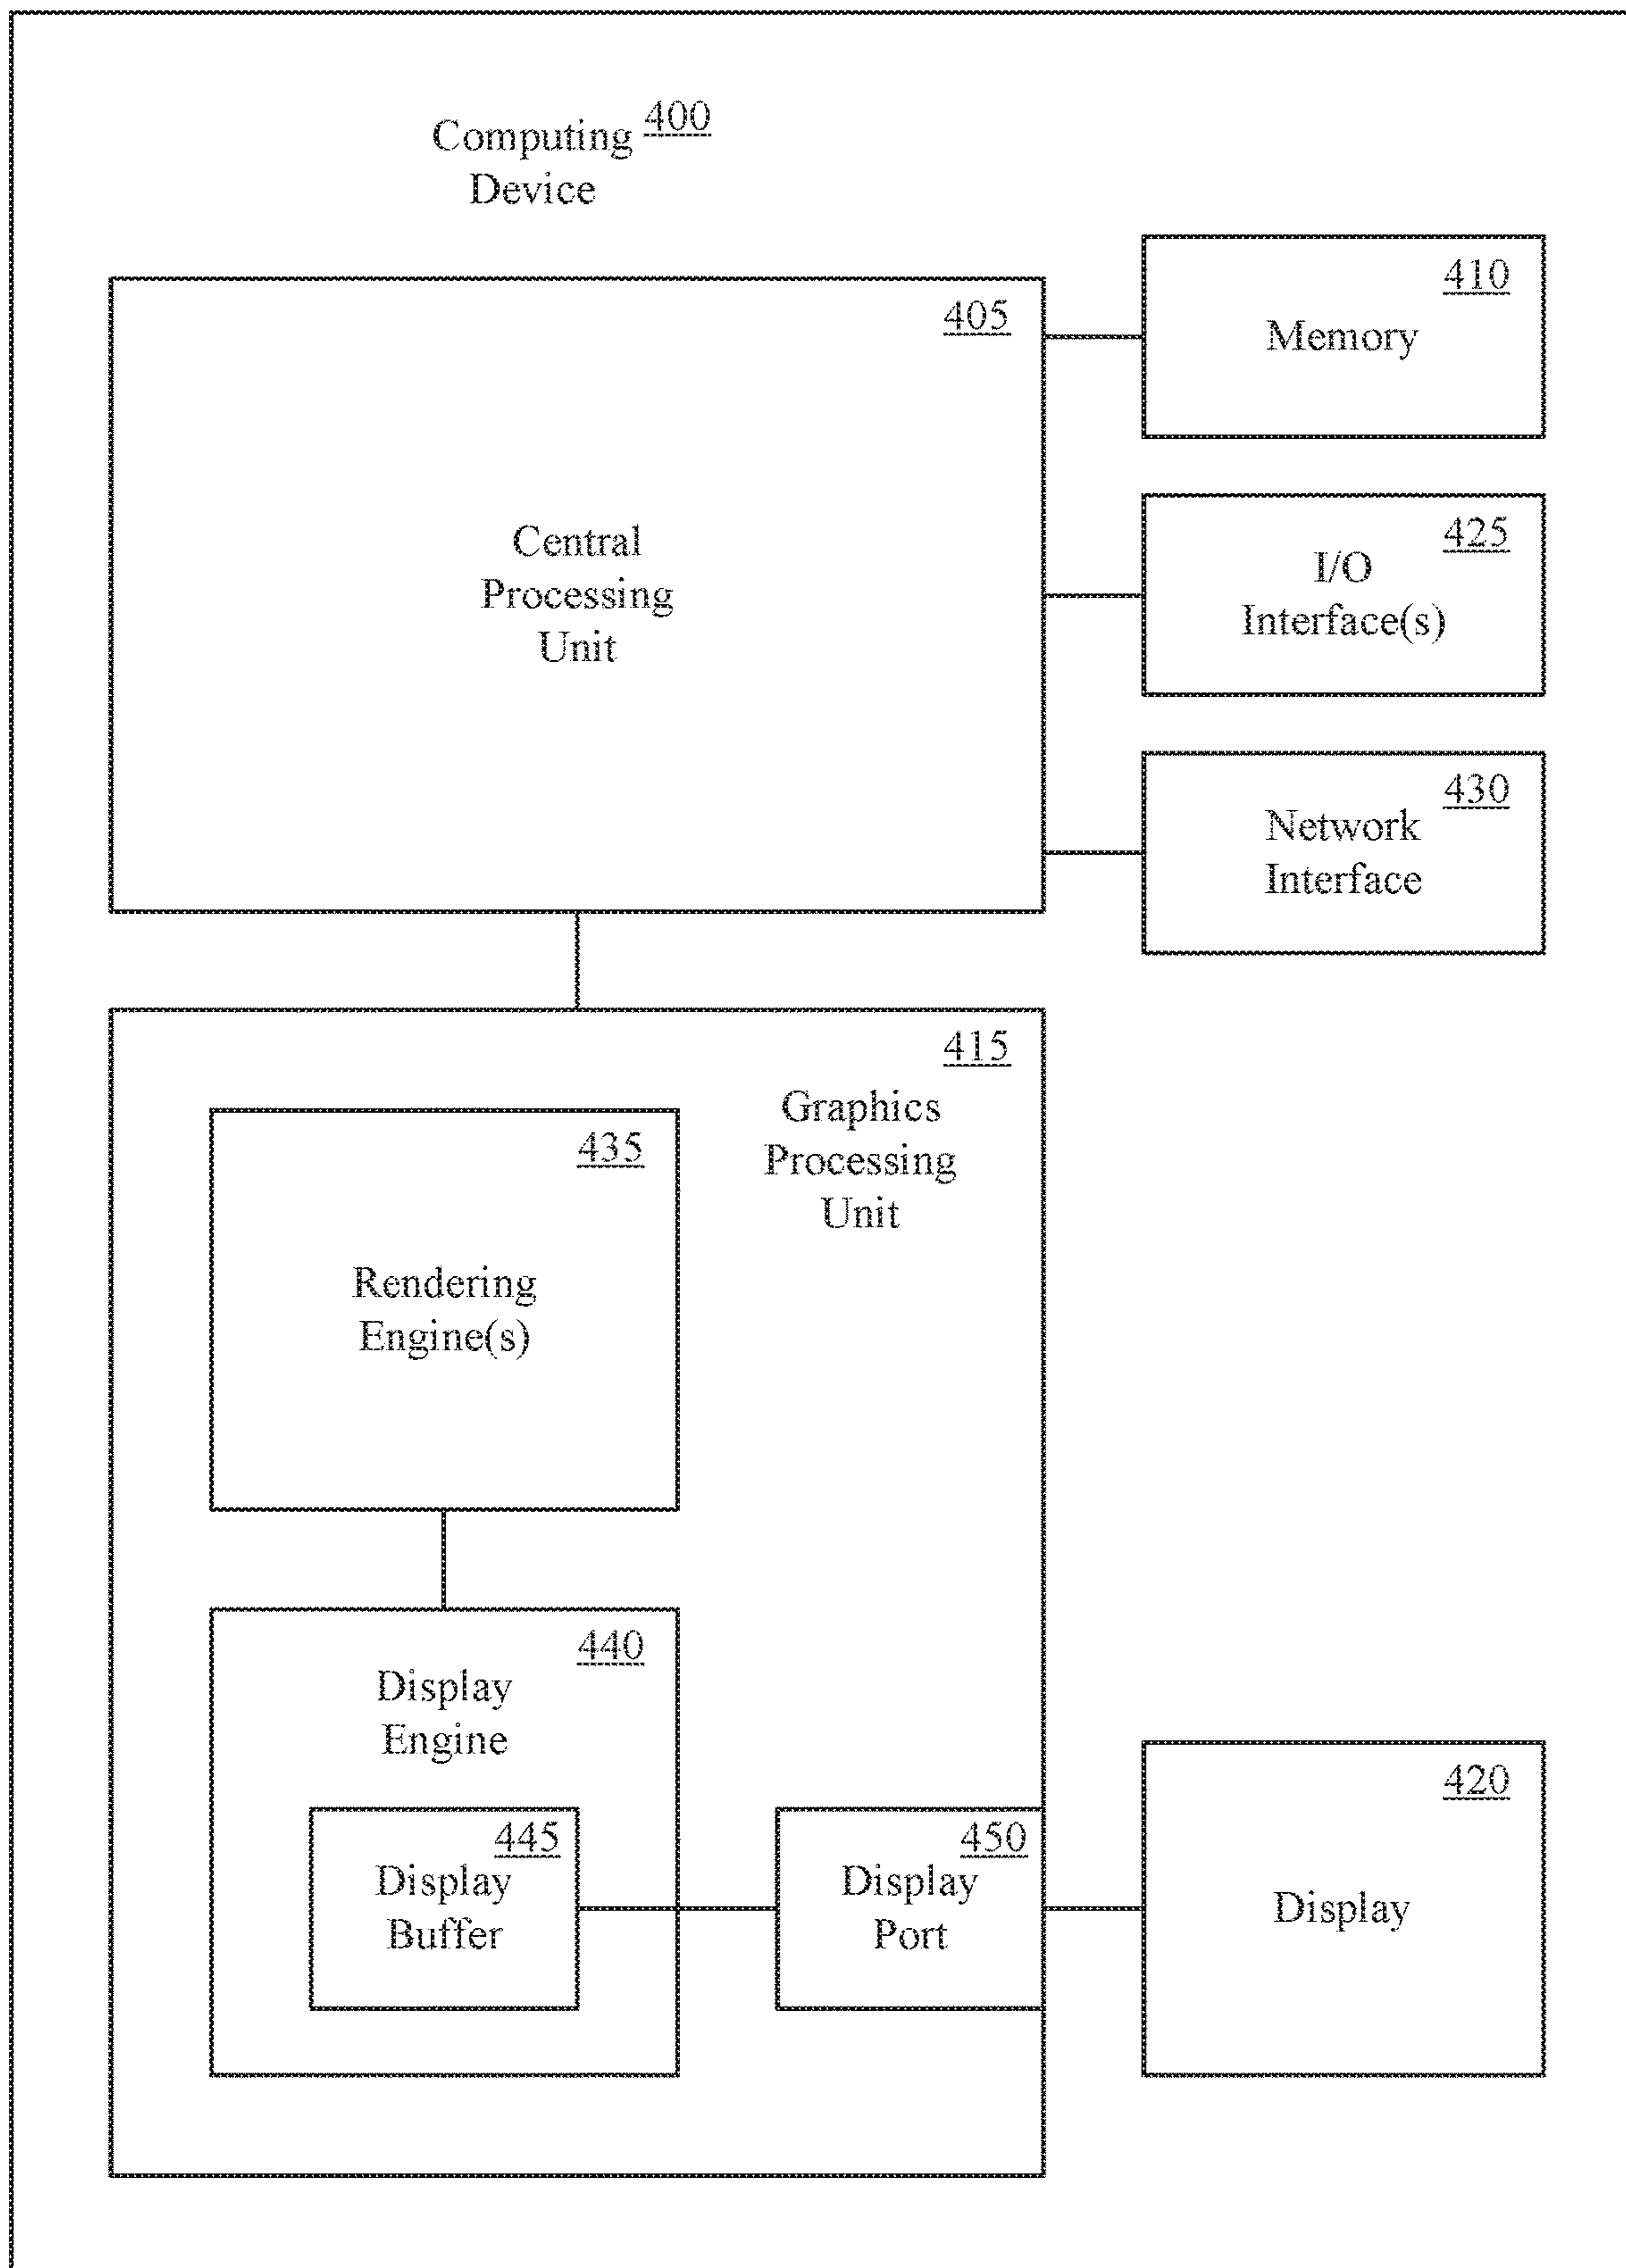 Computing 400
Device
405
Central
Processing
Unit
410
Memory
425
I/O
Interface(s)
430
Network
Interface
415
Graphics
Processing
Unit
435
Rendering
Engine(s)
440
Display
Engine
445
Display
Buffer
450
Display
Port
420
Display